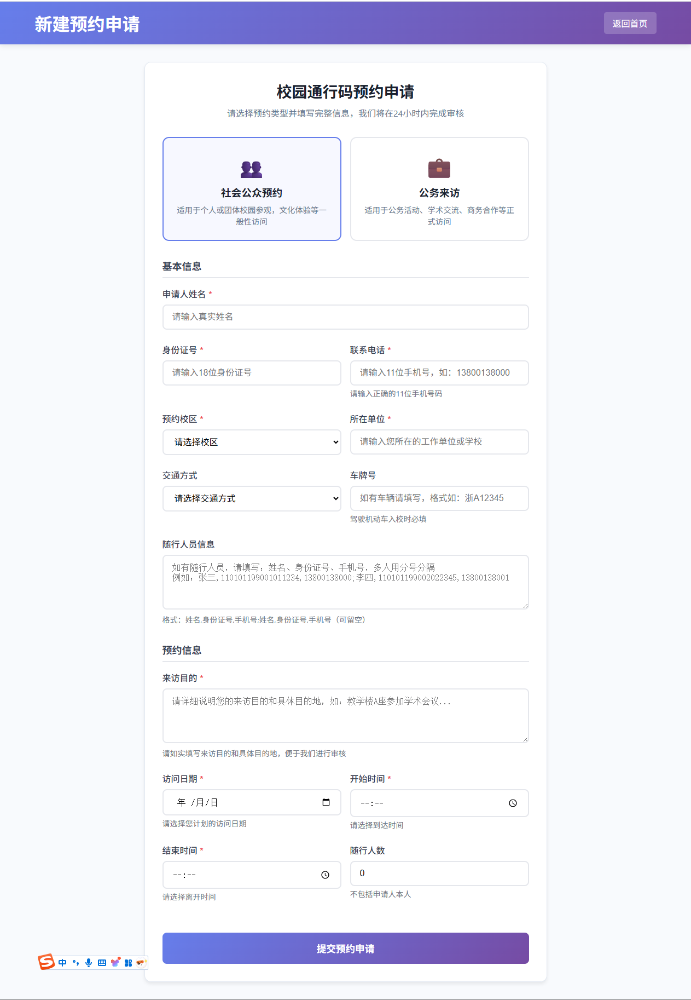 新建预约申请
返回首页
校园通行码预约申请
请选择预约类型并填写完整信息，我们将在24小时内完成审核
社会公众预约
适用于个人或团体校园参观，文化体验等一
般性访问
公务来访
适用于公务活动、学术交流、商务合作等正
式访问
基本信息
申请人姓名 *
请输入真实姓名
身份证号 *
请输入18位身份证号
联系电话 *
请输入11位手机号，如：13800138000
请输入正确的11位手机号码
预约校区 *
请选择校区
所在单位 *
请输入您所在的工作单位或学校
交通方式
请选择交通方式
车牌号
如有车辆请填写，格式如：浙A12345
驾驶机动车入校时必填
随行人员信息
如有随行人员，请填写：姓名、身份证号、手机号，多人用分号分隔
例如：张三,110101199001011234,13800138000;李四,110101199002022345,13800138001
格式：姓名,身份证号,手机号;姓名,身份证号,手机号（可留空）
预约信息
来访目的 *
请详细说明您的来访目的和具体目的地，如：教学楼A座参加学术会议...
请如实填写来访目的和具体目的地，便于我们进行审核
访问日期 *
年 /月/日
请选择您计划的访问日期
开始时间 *
--:--
请选择到达时间
结束时间 *
--:--
请选择离开时间
随行人数
0
不包括申请人本人
提交预约申请
S 中